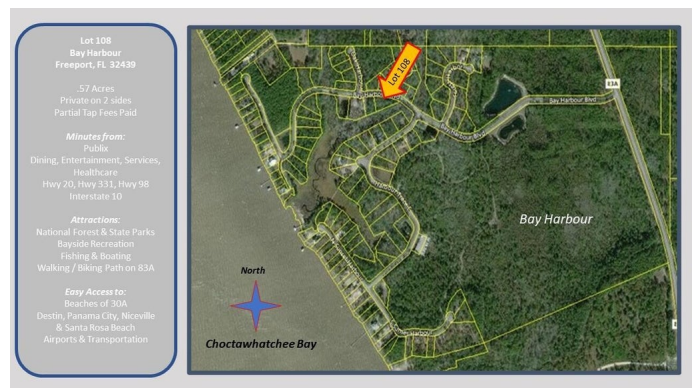 Lot 108
Bay Harbour
Freeport, FL  32439
.57 Acres
Private on 2 sides
Partial Tap Fees Paid
Minutes from:
Publix
Dining, Entertainment, Services,
Healthcare
Hwy 20, Hwy 331, Hwy 98
Interstate 10
Attractions:
National Forest & State Parks
Bayside Recreation
Fishing & Boating
Walking / Biking Path on 83A
Easy Access to:
Beaches of 30A
Destin, Panama City, Niceville
& Santa Rosa Beach
Airports & Transportation
Lot 108
83A
Bay Harbour Blvd
Bay Harbour Blvd
Bay Harbour
North
Choctawhatchee Bay